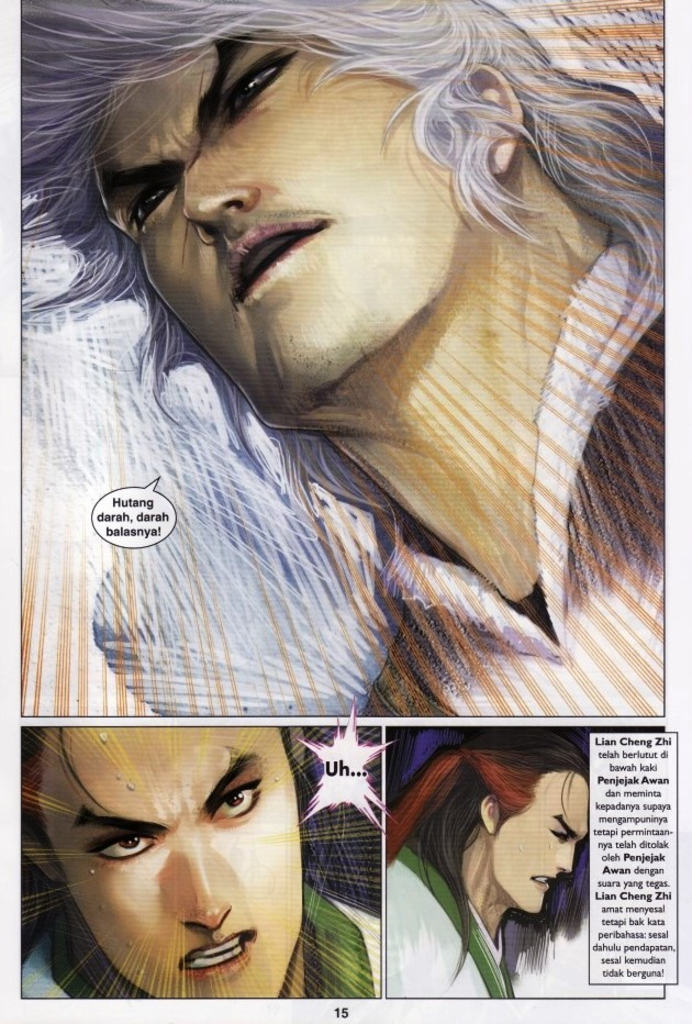 Hutang
darah, darah
balasnya!
Uh...
Lian Cheng Zhi
telah berlutut di
bawah kaki
Penjejak Awan
dan meminta
kepadanya supaya
mengampuninya
tetapi permintaan-
nya telah ditolak
oleh Penjejak
Awan dengan
suara yang tegas.
Lian Cheng Zhi
amat menyesal
tetapi bak kata
peribahasa: sesal
dahulu pendapatan,
sesal kemudian
tidak berguna!
15